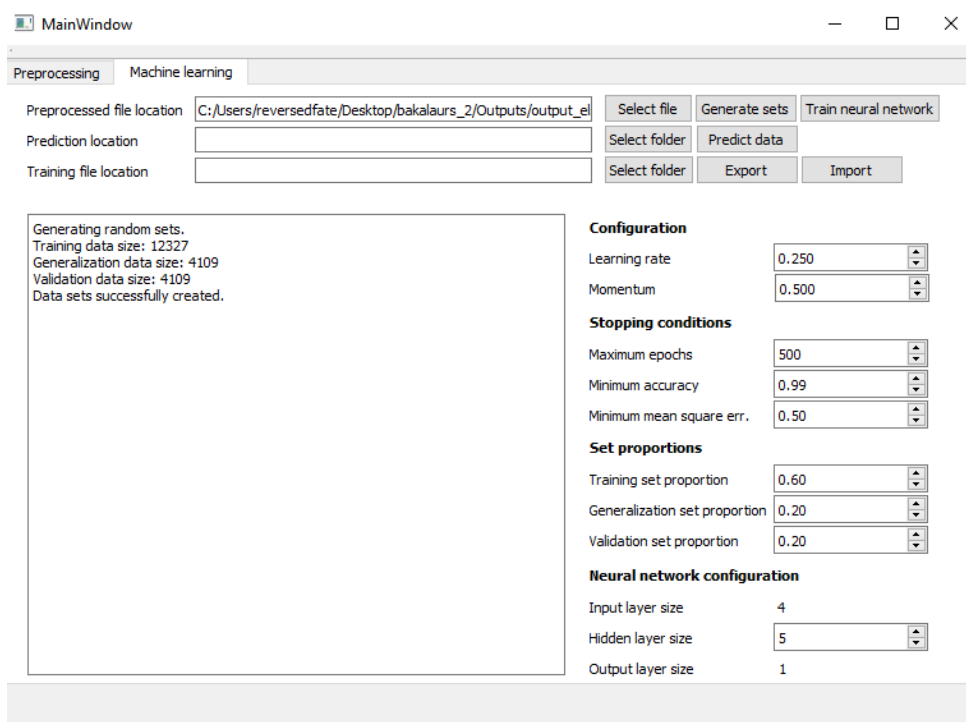 MainWindow
Preprocessing Machine learning
Preprocessed file location C:/Users/reversedfate/Desktop/bakalaurs_2/Outputs/output_el Select file Generate sets Train neural network
Prediction location Select folder Predict data
Training file location Select folder Export Import
Generating random sets.
Training data size: 12327
Generalization data size: 4109
Validation data size: 4109
Data sets successfully created.
Configuration
Learning rate 0.250
Momentum 0.500
Stopping conditions
Maximum epochs 500
Minimum accuracy 0.99
Minimum mean square err. 0.50
Set proportions
Training set proportion 0.60
Generalization set proportion 0.20
Validation set proportion 0.20
Neural network configuration
Input layer size 4
Hidden layer size 5
Output layer size 1